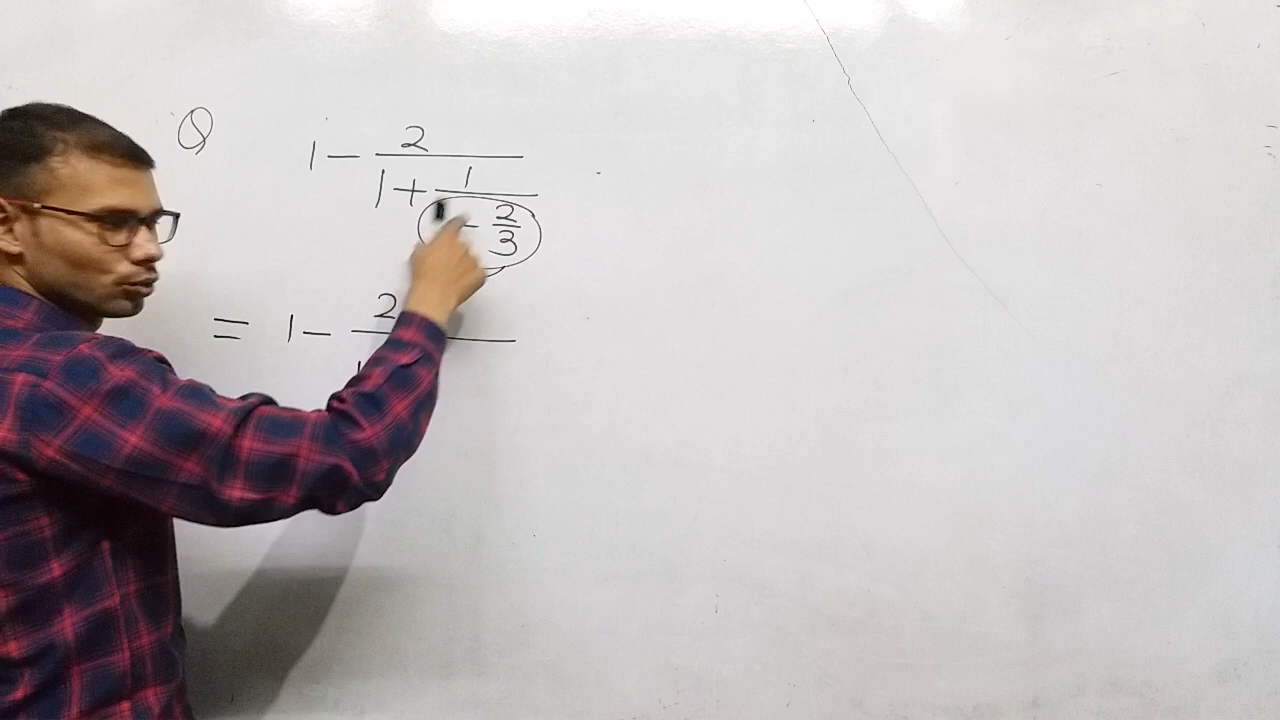 Q
1 - 2
1 + 1
- 2
3
= 1 - 2